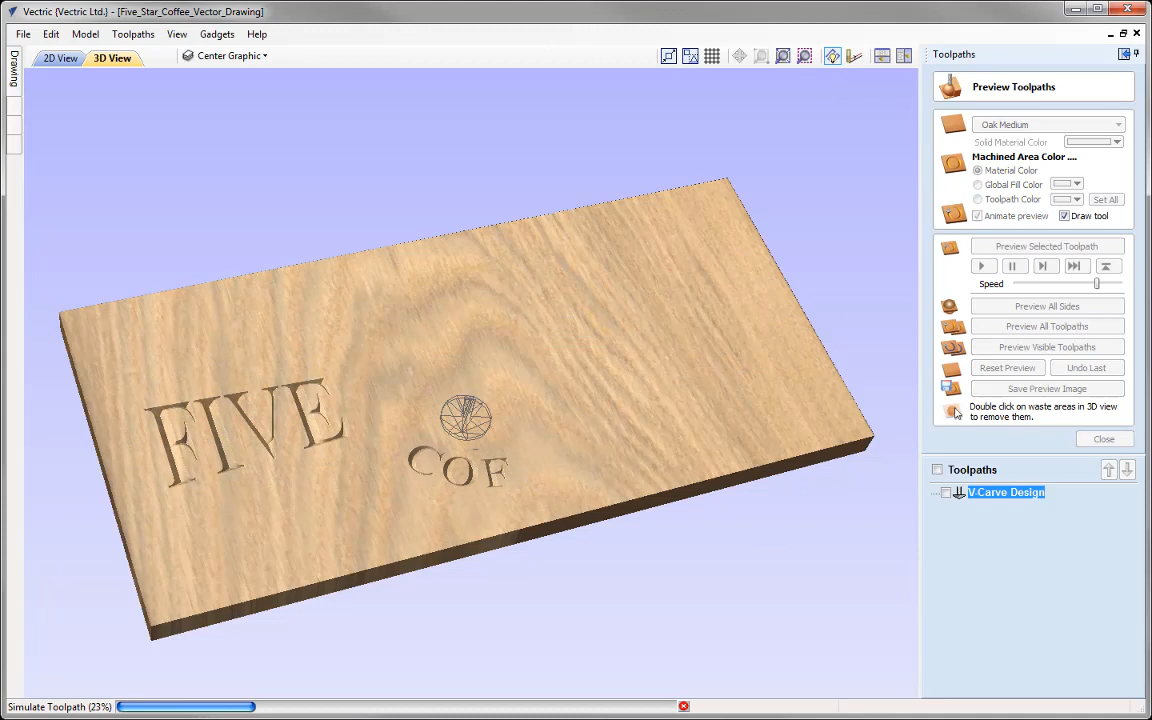 Vectric {Vectric Ltd.} - [Five_Star_Coffee_Vector_Drawing]
File Edit Model Toolpaths View Gadgets Help
2D View 3D View Center Graphic
Drawing
FIVE
COF
Toolpaths
Preview Toolpaths
Oak Medium
Solid Material Color
Machined Area Color ....
Material Color
Global Fill Color
Toolpath Color Set All
Animate preview Draw tool
Preview Selected Toolpath
Speed
Preview All Sides
Preview All Toolpaths
Preview Visible Toolpaths
Reset Preview Undo Last
Save Preview Image
Double click on waste areas in 3D view
to remove them.
Close
Toolpaths
V-Carve Design
Simulate Toolpath (23%)